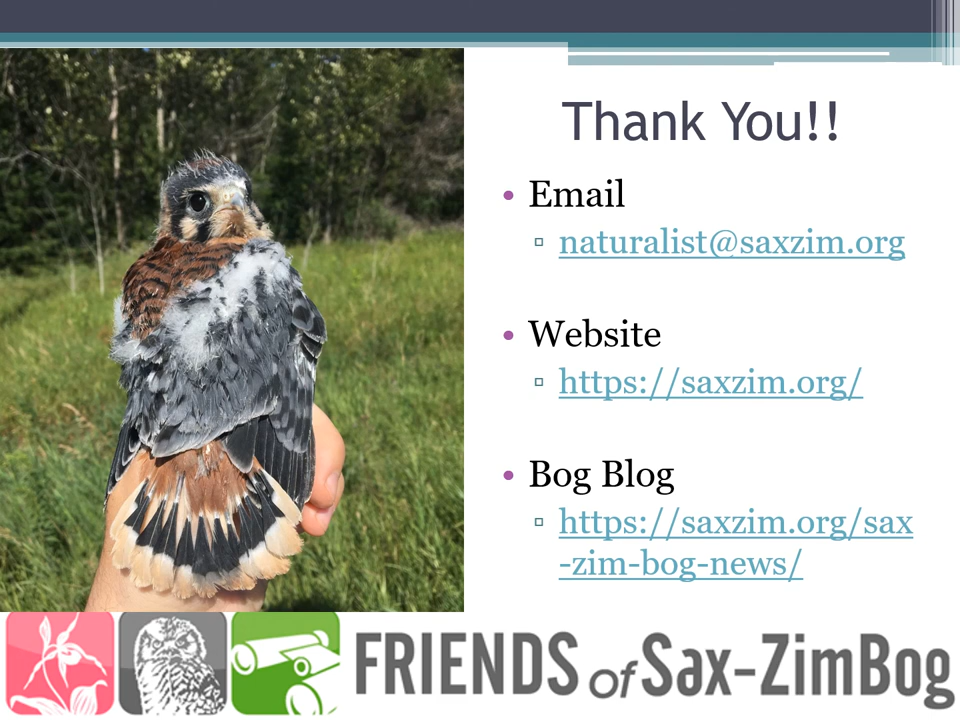 Thank You!!
• Email
▫ naturalist@saxzim.org
• Website
▫ https://saxzim.org/
• Bog Blog
▫ https://saxzim.org/sax
-zim-bog-news/
FRIENDS of Sax-ZimBog